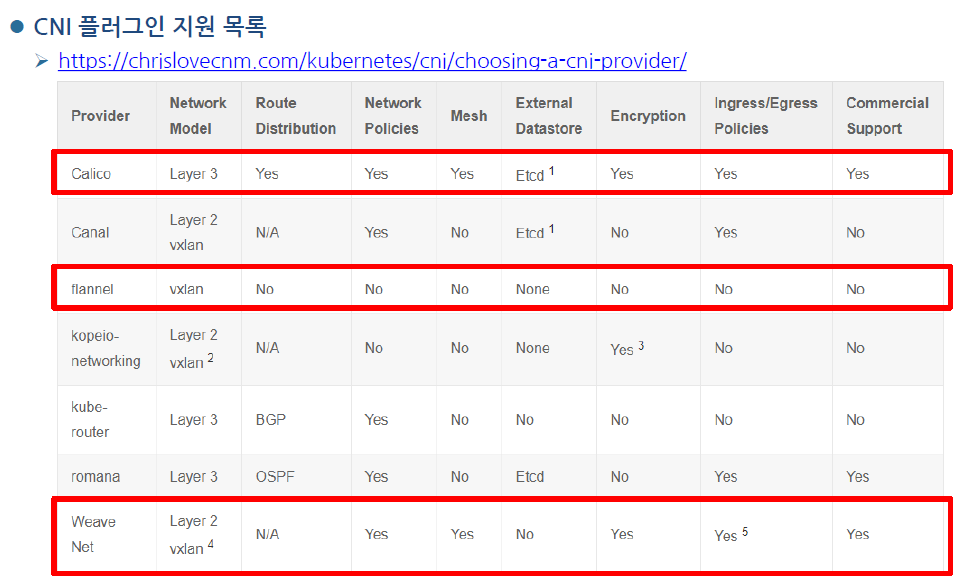 CNI 플러그인 지원 목록
https://chrislovecnm.com/kubernetes/cni/choosing-a-cni-provider/
Provider Network Model Route Distribution Network Policies Mesh External Datastore Encryption Ingress/Egress Policies Commercial Support
Calico Layer 3 Yes Yes Yes Etcd 1 Yes Yes Yes
Canal Layer 2 vxlan N/A Yes No Etcd 1 No Yes No
flannel vxlan No No No None No No No
kopeio-networking Layer 2 vxlan 2 N/A No No None Yes 3 No No
kube-router Layer 3 BGP Yes No No No No No
romana Layer 3 OSPF Yes No Etcd No Yes Yes
Weave Net Layer 2 vxlan 4 N/A Yes Yes No Yes Yes 5 Yes